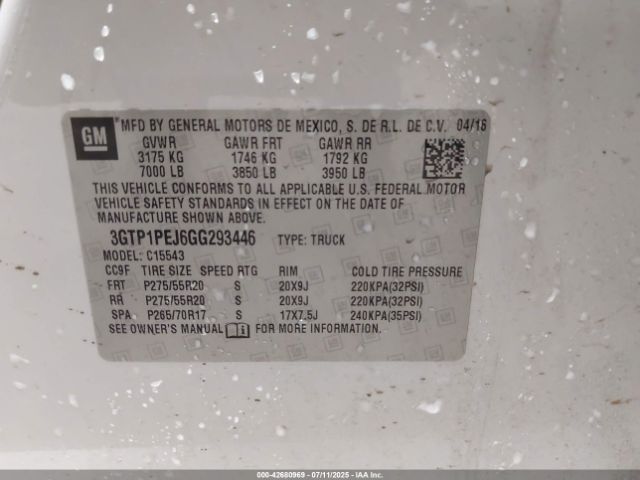 GM MFD BY GENERAL MOTORS DE MEXICO, S. DE R.L. DE C.V. 04/16
GVWR GAWR FRT GAWR RR
3175 KG 1746 KG 1792 KG
7000 LB 3850 LB 3950 LB
THIS VEHICLE CONFORMS TO ALL APPLICABLE U.S. FEDERAL MOTOR
VEHICLE SAFETY STANDARDS IN EFFECT ON THE DATE OF
MANUFACTURE SHOWN ABOVE.
3GTP1PEJ6GG293446 TYPE: TRUCK
MODEL: C15543
CC9F TIRE SIZE SPEED RTG RIM COLD TIRE PRESSURE
FRT P275/55R20 S 20X9J 220KPA(32PSI)
RR P275/55R20 S 20X9J 220KPA(32PSI)
SPA P265/70R17 S 17X7.5J 240KPA(35PSI)
SEE OWNER'S MANUAL FOR MORE INFORMATION.
000-42680969 - 07/11/2025 - IAA Inc.